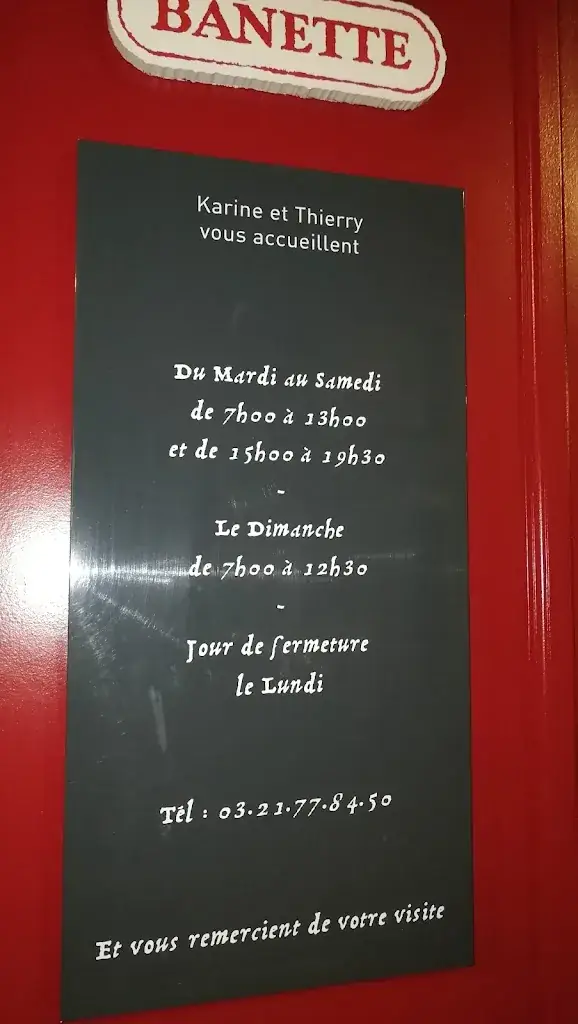 BANETTE
Karine et Thierry
vous accueillent
Du Mardi au Samedi
de 7h00 à 13h00
et de 15h00 à 19h30
-
Le Dimanche
de 7h00 à 12h30
-
Jour de fermeture
le Lundi
Tél : 03.21.77.84.50
Et vous remercient de votre visite